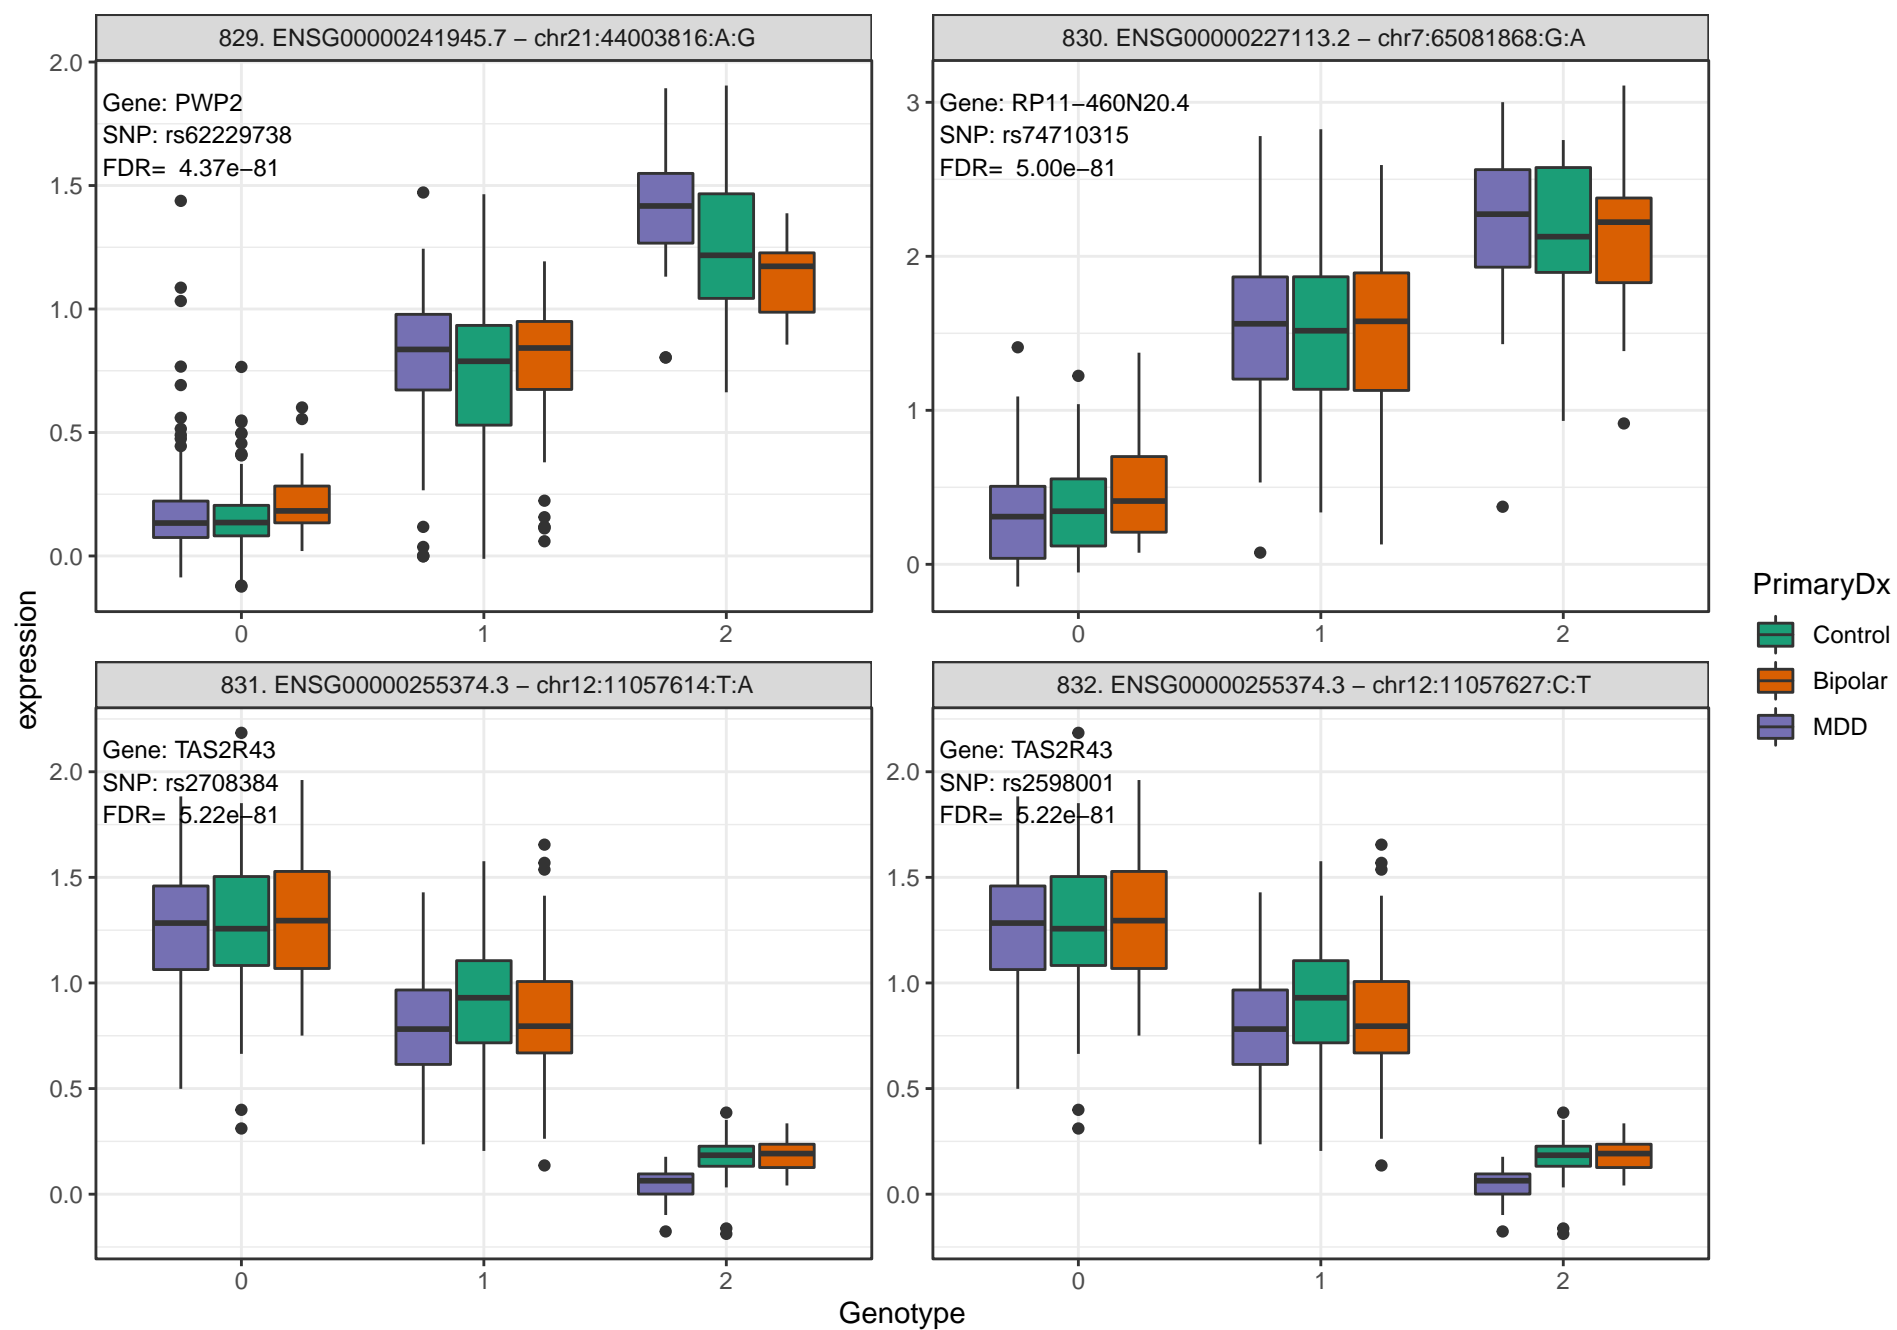 829. ENSG00000241945.7 − chr21:44003816:A:G
Gene: PWP2
SNP: rs62229738
FDR= 4.37e−81
2.0
1.5
1.0
0.5
0.0
0
1
2
830. ENSG00000227113.2 − chr7:65081868:G:A
Gene: RP11−460N20.4
SNP: rs74710315
FDR= 5.00e−81
3
2
1
0
0
1
2
831. ENSG00000255374.3 − chr12:11057614:T:A
Gene: TAS2R43
SNP: rs2708384
FDR= 5.22e−81
2.0
1.5
1.0
0.5
0.0
0
1
2
832. ENSG00000255374.3 − chr12:11057627:C:T
Gene: TAS2R43
SNP: rs2598001
FDR= 5.22e−81
2.0
1.5
1.0
0.5
0.0
0
1
2
expression
Genotype
PrimaryDx
Control
Bipolar
MDD